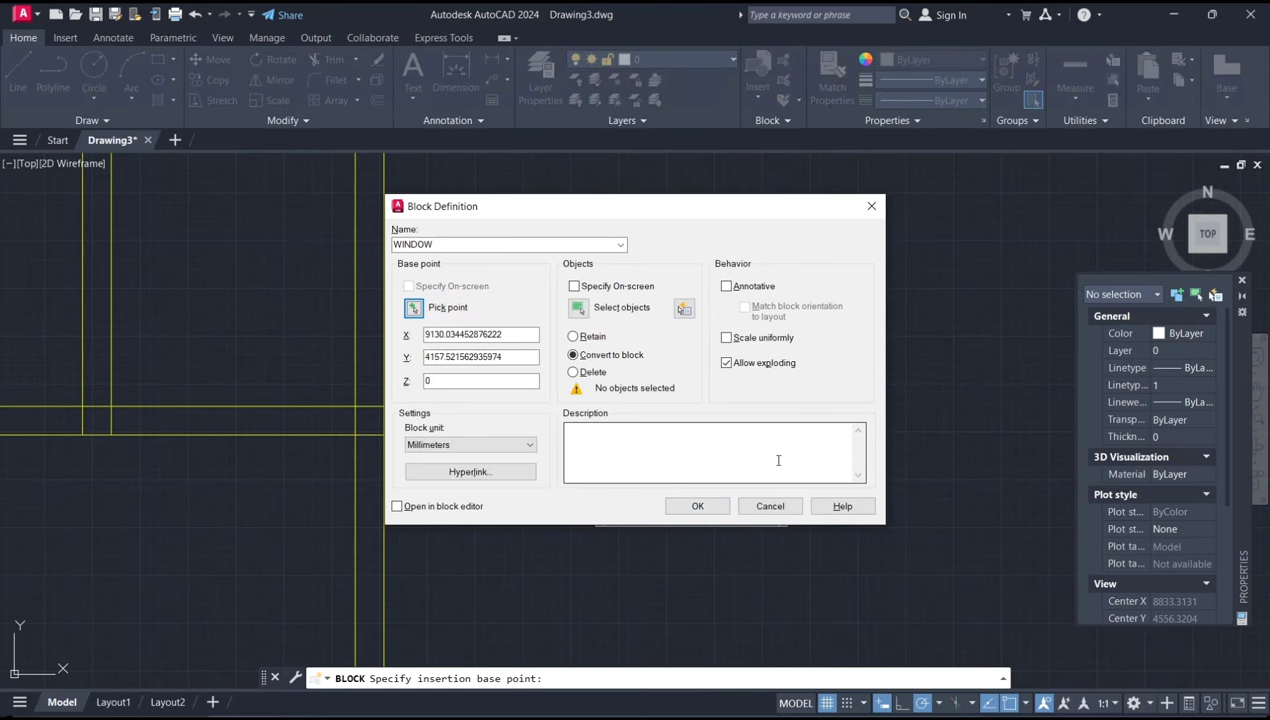 Share
Autodesk AutoCAD 2024
Drawing3.dwg
Type a keyword or phrase
Sign In
Home
Insert
Annotate
Parametric
View
Manage
Output
Collaborate
Express Tools
Line
Polyline
Circle
Arc
Move
Rotate
Trim
Copy
Mirror
Fillet
Stretch
Scale
Array
Text
Dimension
Layer
Properties
0
Insert
Match
Properties
ByLayer
ByLayer
ByLayer
Group
Measure
Paste
Base
Draw
Modify
Annotation
Layers
Block
Properties
Groups
Utilities
Clipboard
View
Start
Drawing3*
[−][Top][2D Wireframe]
N
W
TOP
E
Block Definition
Name:
WINDOW
Base point
Specify On-screen
Pick point
X:
9130.034452876222
Y:
4157.521562935974
Z:
0
Objects
Specify On-screen
Select objects
Retain
Convert to block
Delete
No objects selected
Behavior
Annotative
Match block orientation
to layout
Scale uniformly
Allow exploding
Settings
Block unit:
Millimeters
Hyperlink...
Description
Open in block editor
OK
Cancel
Help
No selection
General
Color ByLayer
Layer 0
Linetype ByLa...
Linetyp... 1
Linewe... ByLa...
Transp... ByLayer
Thickn... 0
3D Visualization
Material ByLayer
Plot style
Plot st... ByColor
Plot st... None
Plot ta... Model
Plot ta... Not available
View
Center X 8833.3131
Center Y 4556.3204
PROPERTIES
Y
X
BLOCK Specify insertion base point:
Model
Layout1
Layout2
MODEL
1:1